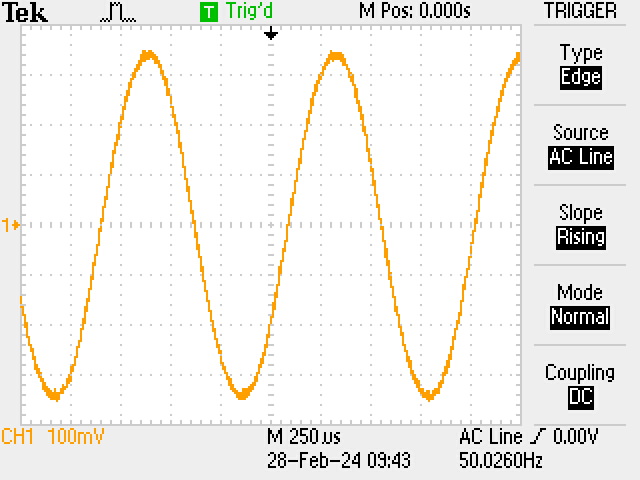 Tek T Trig'd M Pos: 0.000s TRIGGER
Type
Edge
Source
AC Line
Slope
Rising
Mode
Normal
Coupling
DC
1
CH1 100mV M 250µs AC Line 0.00V
28-Feb-24 09:43 50.0260Hz